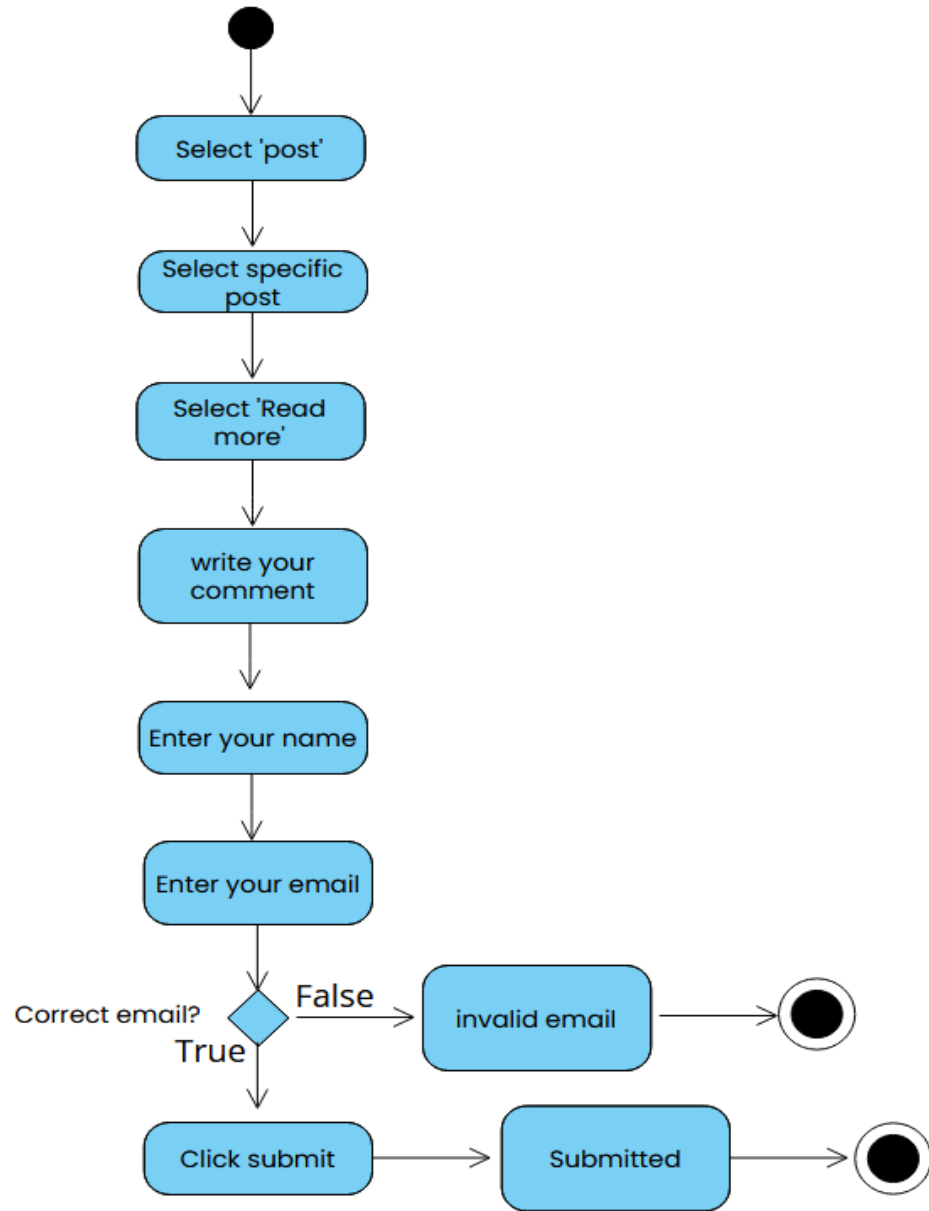 Select 'post'
Select specific
post
Select 'Read
more'
write your
comment
Enter your name
Enter your email
Correct email?
False
invalid email
True
Click submit
Submitted